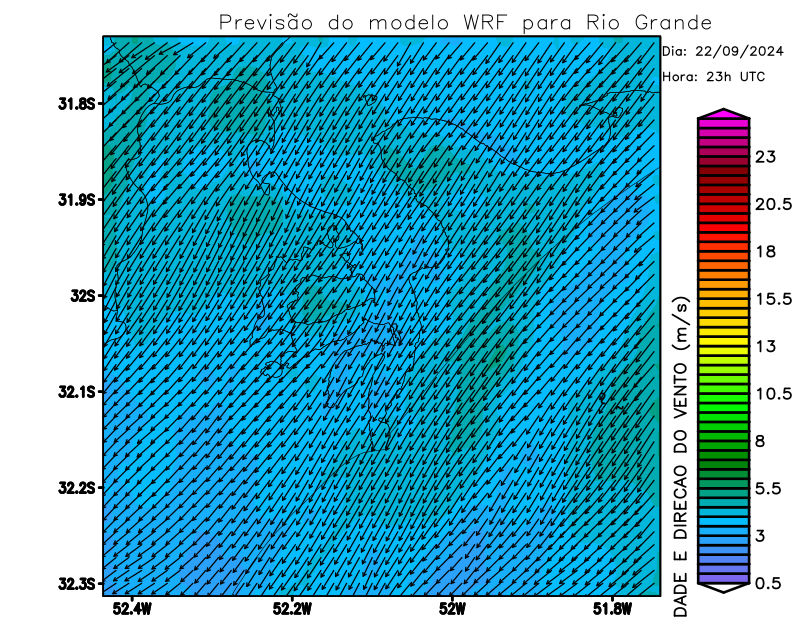 Previsão do modelo WRF para Rio Grande
Dia: 22/09/2024
Hora: 23h UTC
31.8S
31.9S
32S
32.1S
32.2S
32.3S
52.4W
52.2W
52W
51.8W
DADE E DIRECAO DO VENTO (m/s)
23
20.5
18
15.5
13
10.5
8
5.5
3
0.5